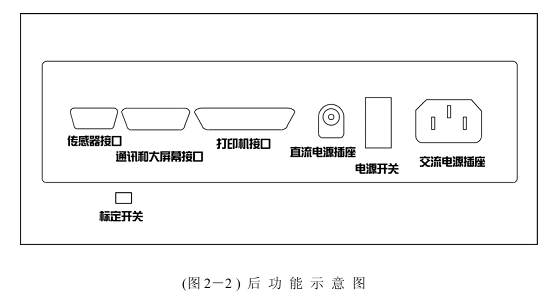 传感器接口
通讯和大屏幕接口
打印机接口
直流电源插座
电源开关
交流电源插座
标定开关
(图2－2) 后功能示意图